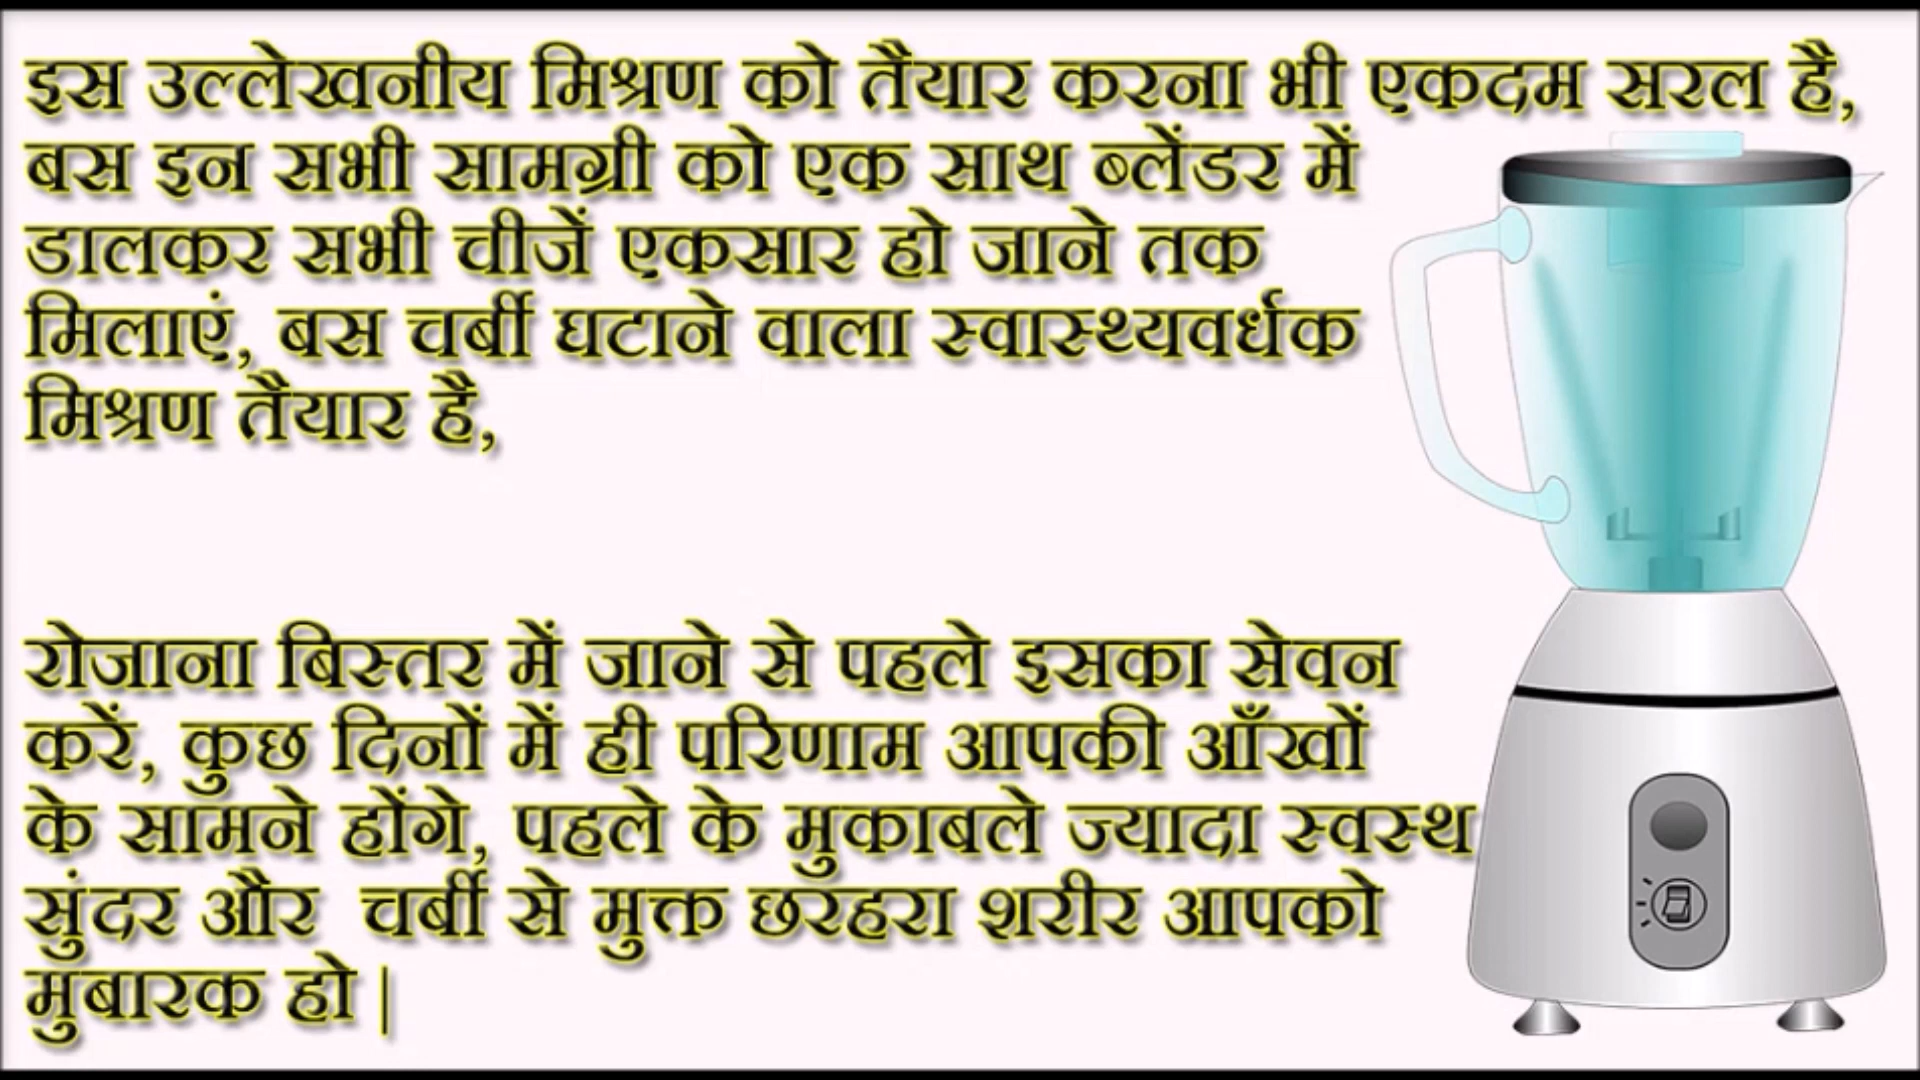 इस उल्लेखनीय मिश्रण को तैयार करना भी एकदम सरल है,
बस इन सभी सामग्री को एक साथ ब्लेंडर में
डालकर सभी चीजें एकसार हो जाने तक
मिलाएं, बस चर्बी घटाने वाला स्वास्थ्यवर्धक
मिश्रण तैयार है,
रोजाना बिस्तर में जाने से पहले इसका सेवन
करें, कुछ दिनों में ही परिणाम आपकी आँखों
के सामने होंगे, पहले के मुकाबले ज्यादा स्वस्थ
सुंदर और चर्बी से मुक्त छरहरा शरीर आपको
मुबारक हो |